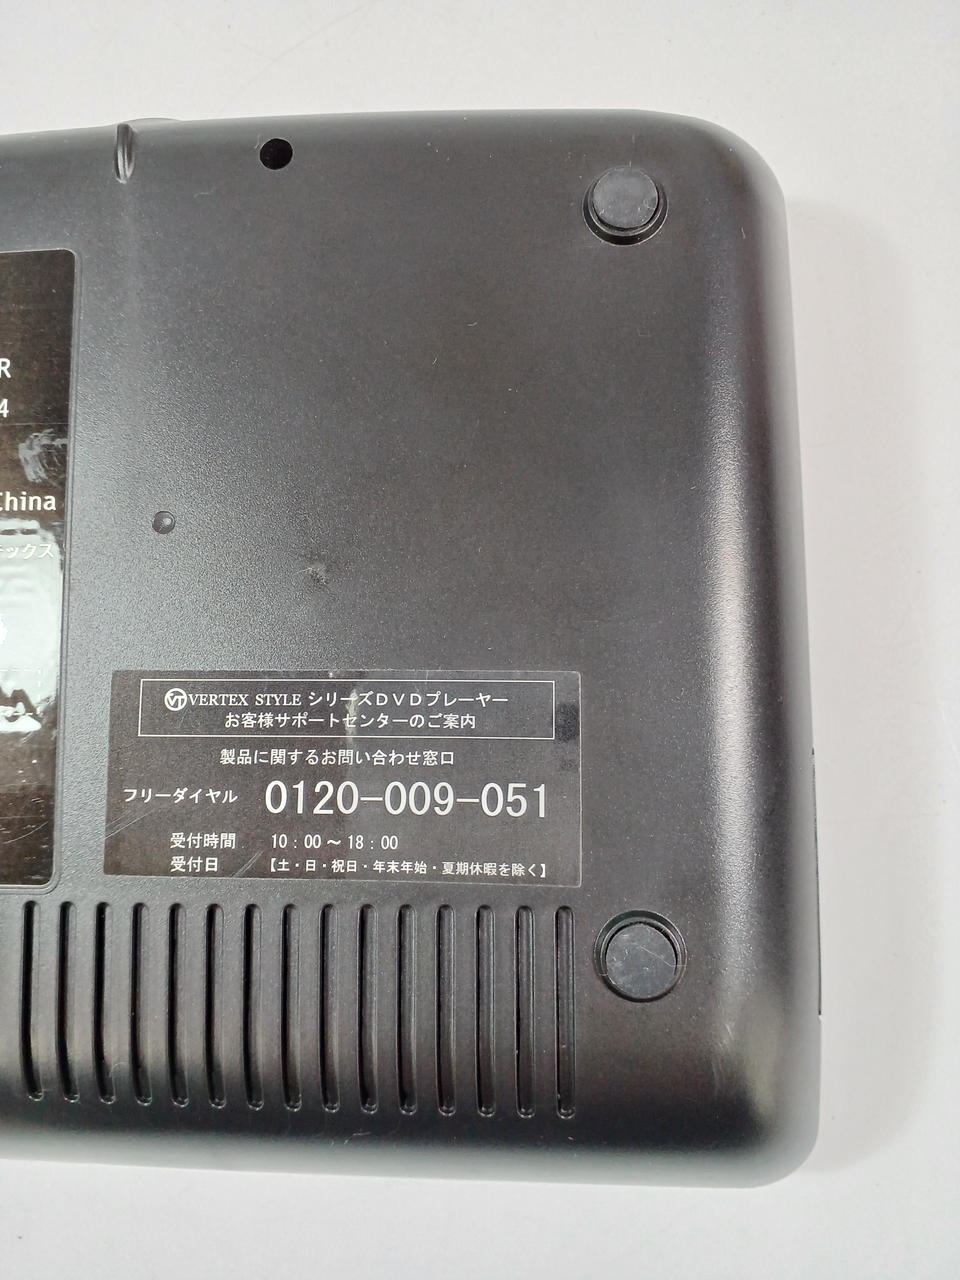 R
4
China
テックス
VT VERTEX STYLE シリーズDVDプレーヤー
お客様サポートセンターのご案内
製品に関するお問い合わせ窓口
フリーダイヤル 0120-009-051
受付時間 10：00～18：00
受付日 【土・日・祝日・年末年始・夏期休暇を除く】